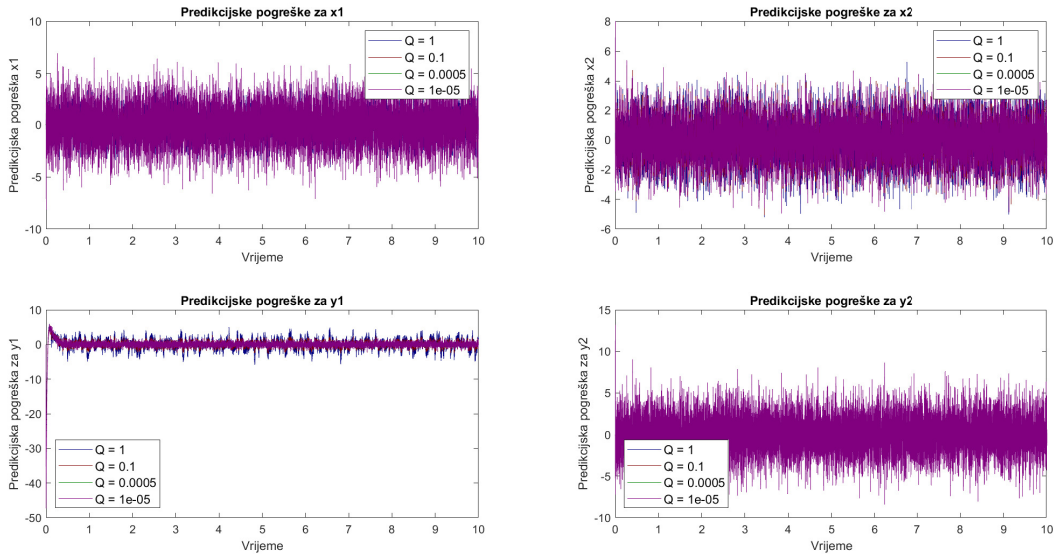 Predikcijske pogreške za x1
Predikcijska pogreška x1
10
5
0
-5
-10
0 1 2 3 4 5 6 7 8 9 10
Vrijeme
Q = 1
Q = 0.1
Q = 0.0005
Q = 1e-05
Predikcijske pogreške za x2
Predikcijska pogreška x2
8
6
4
2
0
-2
-4
-6
0 1 2 3 4 5 6 7 8 9 10
Vrijeme
Q = 1
Q = 0.1
Q = 0.0005
Q = 1e-05
Predikcijske pogreške za y1
Predikcijska pogreška za y1
10
0
-10
-20
-30
-40
-50
0 1 2 3 4 5 6 7 8 9 10
Vrijeme
Q = 1
Q = 0.1
Q = 0.0005
Q = 1e-05
Predikcijske pogreške za y2
Predikcijska pogreška za y2
15
10
5
0
-5
-10
0 1 2 3 4 5 6 7 8 9 10
Vrijeme
Q = 1
Q = 0.1
Q = 0.0005
Q = 1e-05